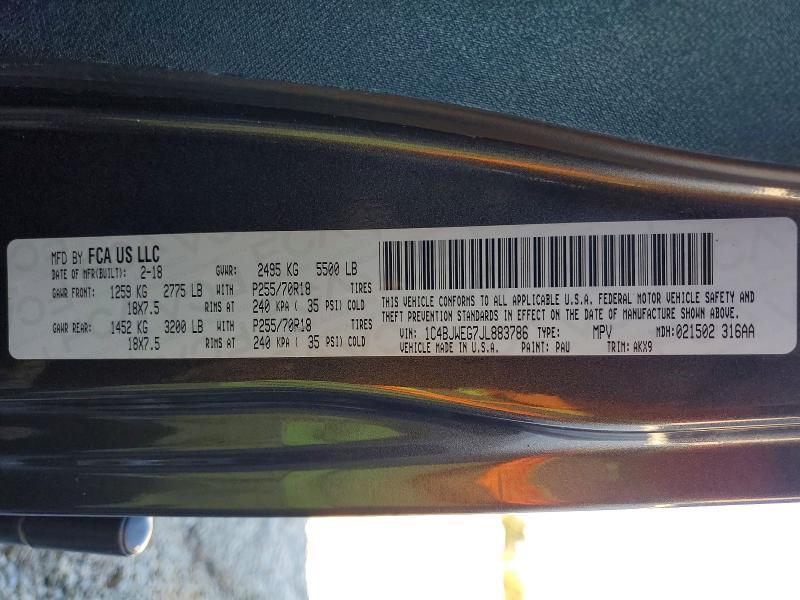 MFD BY FCA US LLC
DATE OF MFR(BUILT): 2-18 GVWR: 2495 KG 5500 LB
GAWR FRONT: 1259 KG 2775 LB WITH P255/70R18 TIRES
18X7.5 RIMS AT 240 KPA ( 35 PSI) COLD
GAWR REAR: 1452 KG 3200 LB WITH P255/70R18 TIRES
18X7.5 RIMS AT 240 KPA ( 35 PSI) COLD
THIS VEHICLE CONFORMS TO ALL APPLICABLE U.S.A. FEDERAL MOTOR VEHICLE SAFETY AND
THEFT PREVENTION STANDARDS IN EFFECT ON THE DATE OF MANUFACTURE SHOWN ABOVE.
VIN: 1C4BJWEG7JL883786 TYPE: MPV MDH: 021502 316AA
VEHICLE MADE IN U.S.A. PAINT: PAU TRIM: AKX9